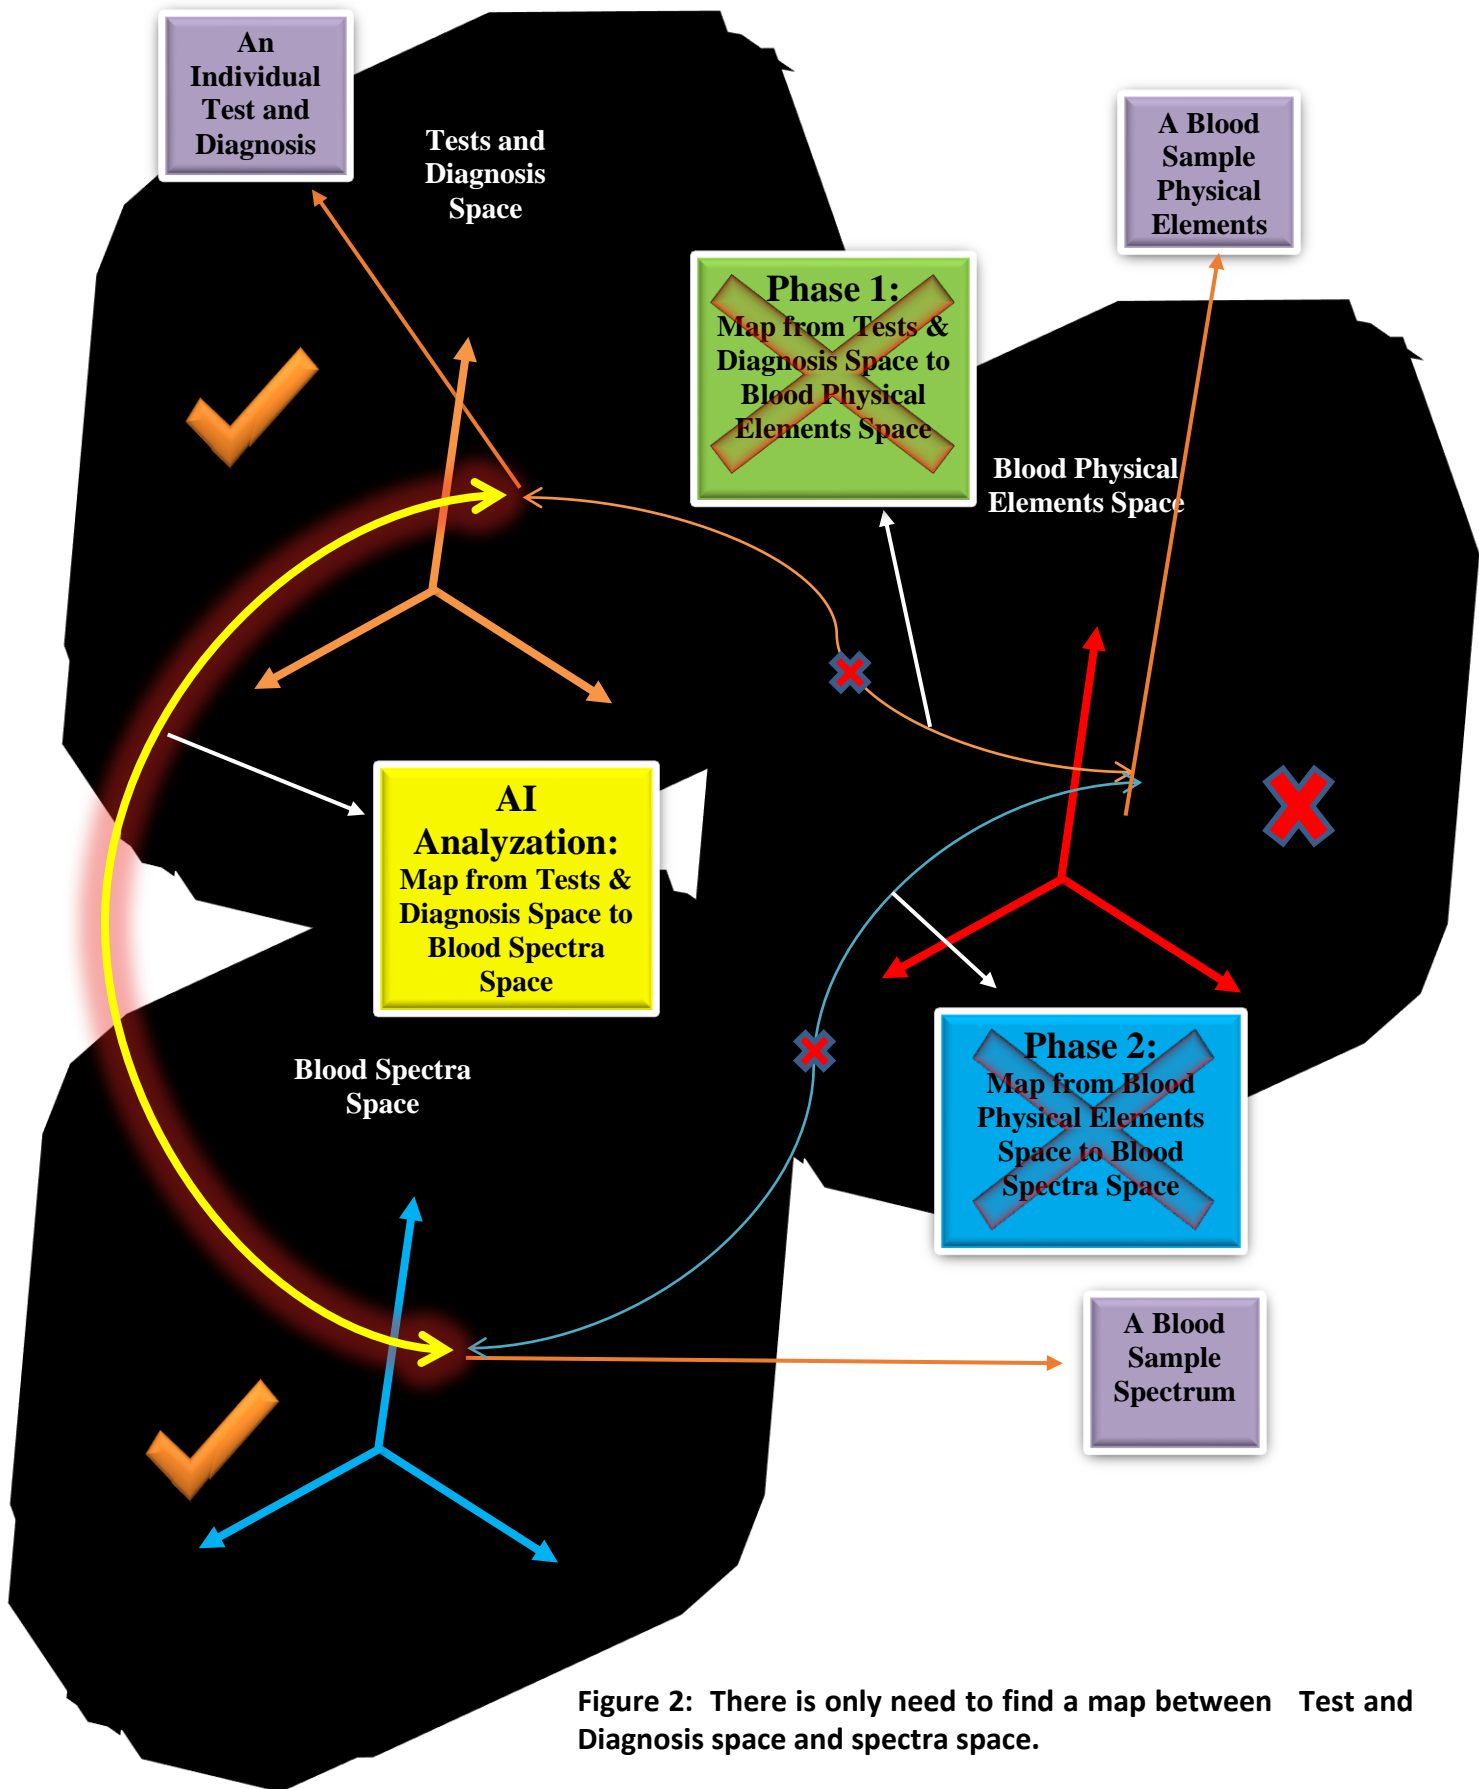 An
Individual
Test and
Diagnosis
Tests and
Diagnosis
Space
A Blood
Sample
Physical
Elements
Phase 1:
Map from Tests &
Diagnosis Space to
Blood Physical
Elements Space
Blood Physical
Elements Space
AI
Analyzation:
Map from Tests &
Diagnosis Space to
Blood Spectra
Space
Blood Spectra
Space
Phase 2:
Map from Blood
Physical Elements
Space to Blood
Spectra Space
A Blood
Sample
Spectrum
Figure 2: There is only need to find a map between Test and
Diagnosis space and spectra space.